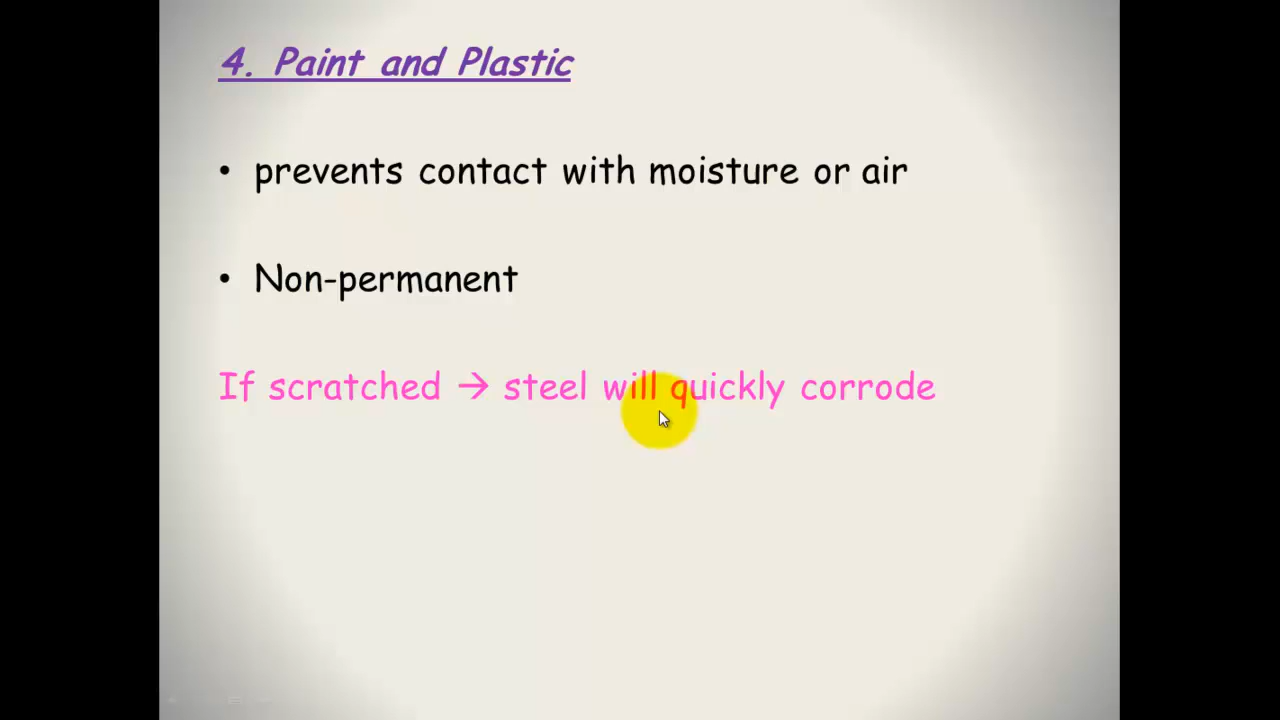 4. Paint and Plastic
• prevents contact with moisture or air
• Non-permanent
If scratched → steel will quickly corrode